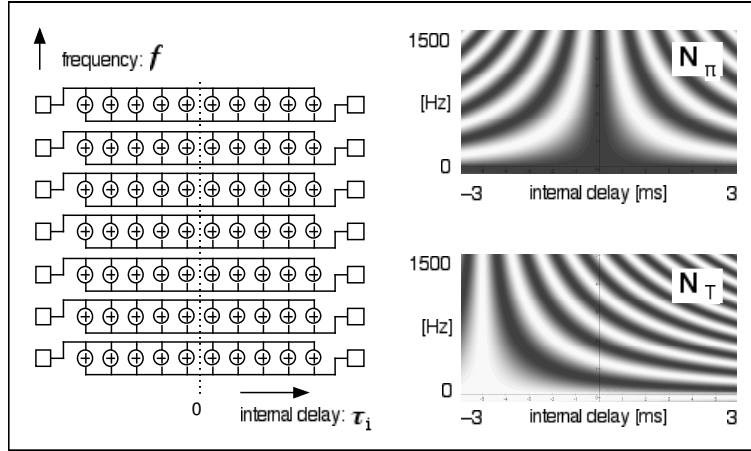 frequency: f
0
internal delay: τi
1500
[Hz]
0
Nπ
−3 internal delay [ms] 3
1500
[Hz]
0
NT
−3 internal delay [ms] 3